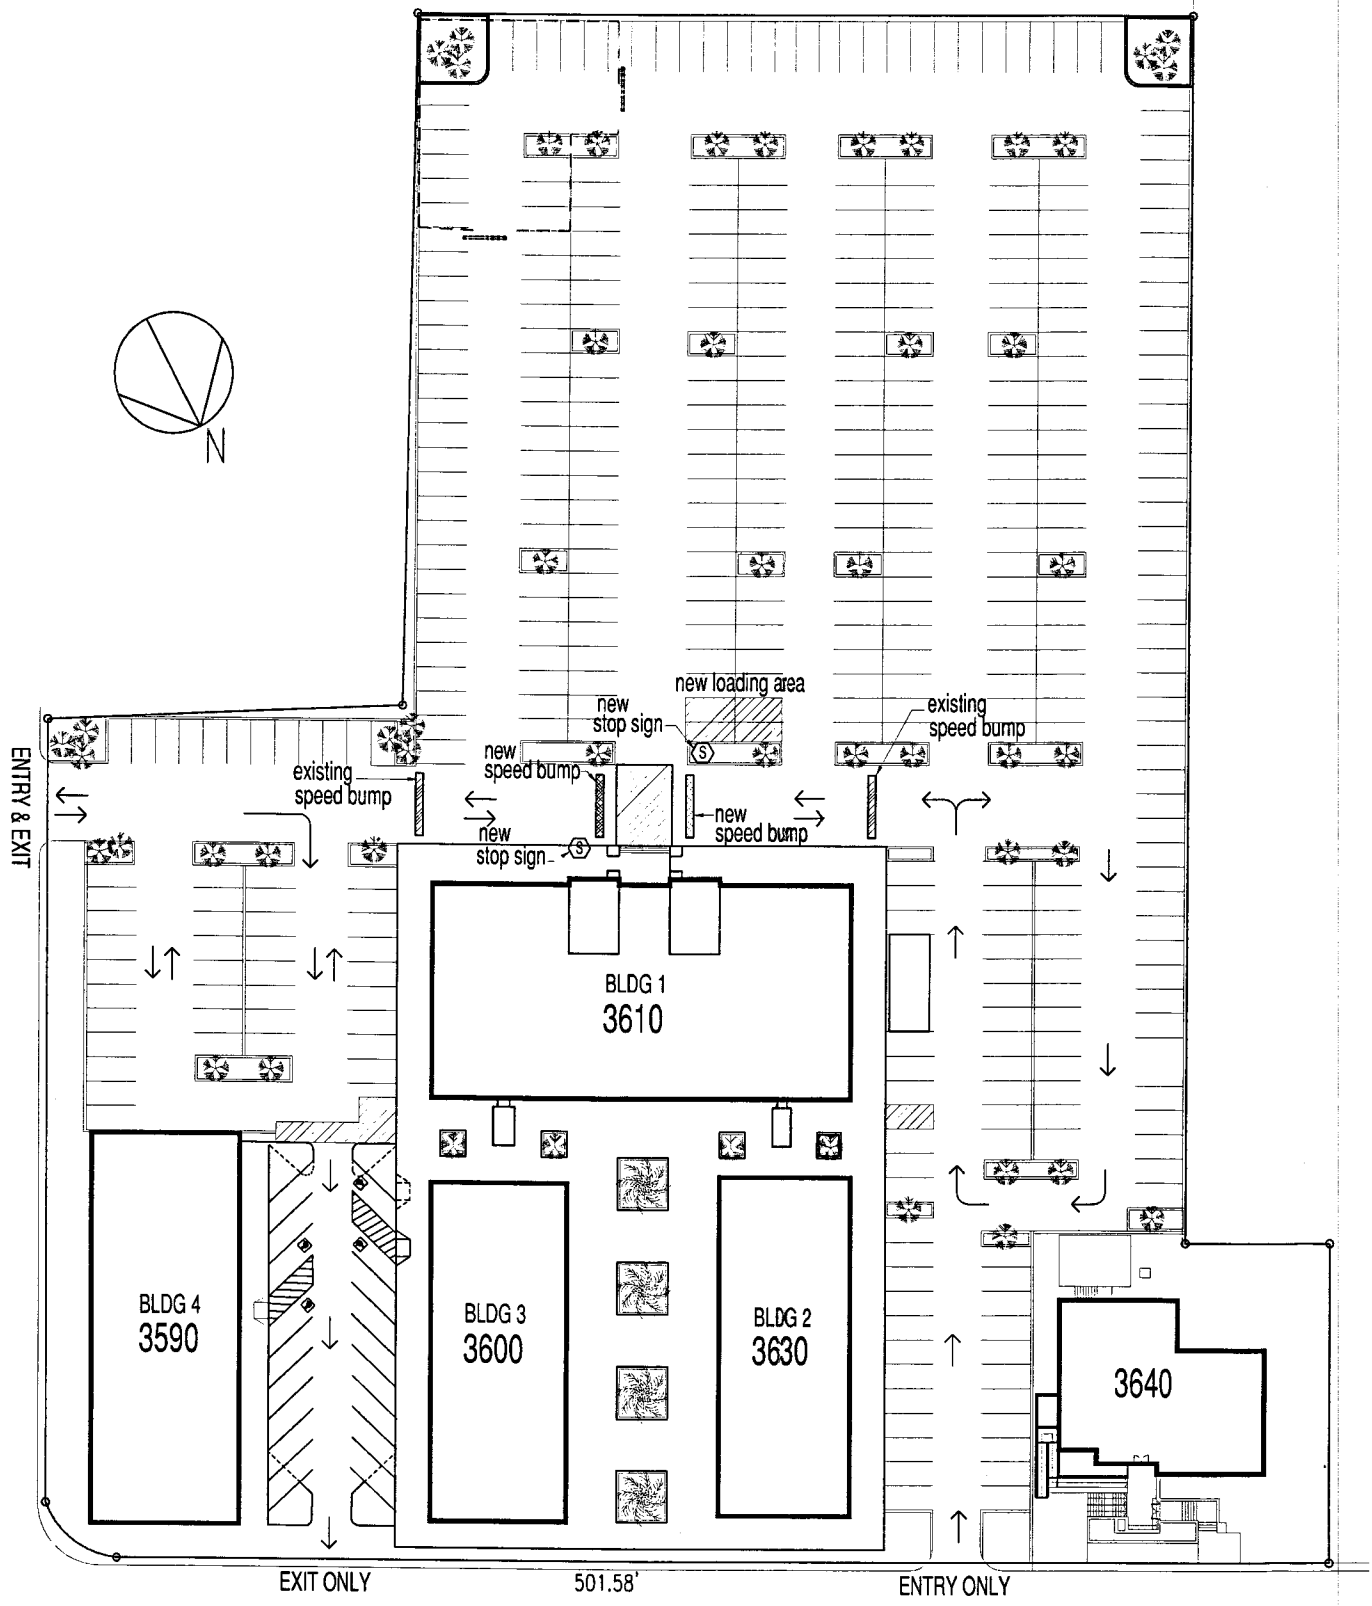 N
new loading area
new
stop sign
S
existing
speed bump
new
speed bump
existing
speed bump
new
speed bump
new
stop sign
S
ENTRY & EXIT
BLDG 1
3610
BLDG 4
3590
BLDG 3
3600
BLDG 2
3630
3640
EXIT ONLY
501.58'
ENTRY ONLY